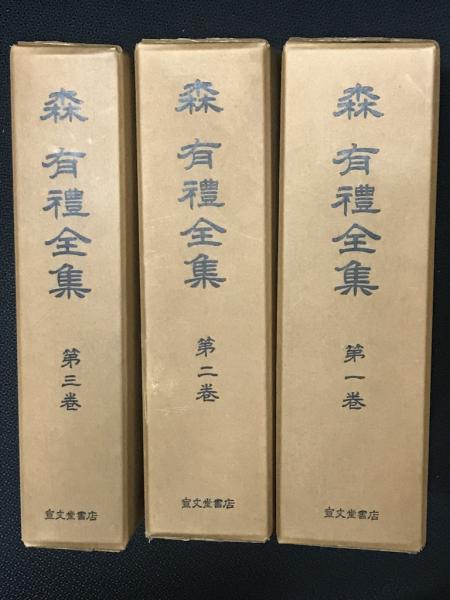 森 有禮全集
第一巻
宣文堂書店
森 有禮全集
第二巻
宣文堂書店
森 有禮全集
第三巻
宣文堂書店